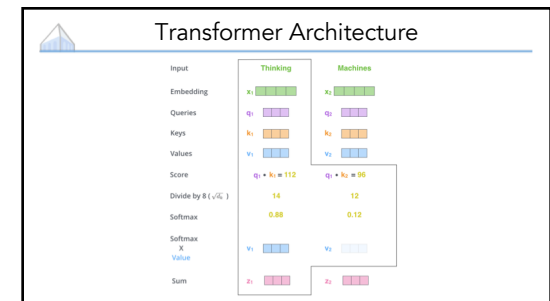 Transformer Architecture
Input Thinking Machines
Embedding x₁ x₂
Queries q₁ q₂
Keys k₁ k₂
Values v₁ v₂
Score q₁ • k₁ = 112 q₁ • k₂ = 96
Divide by 8 ( √dₖ ) 14 12
Softmax 0.88 0.12
Softmax
X
Value v₁ v₂
Sum z₁ z₂